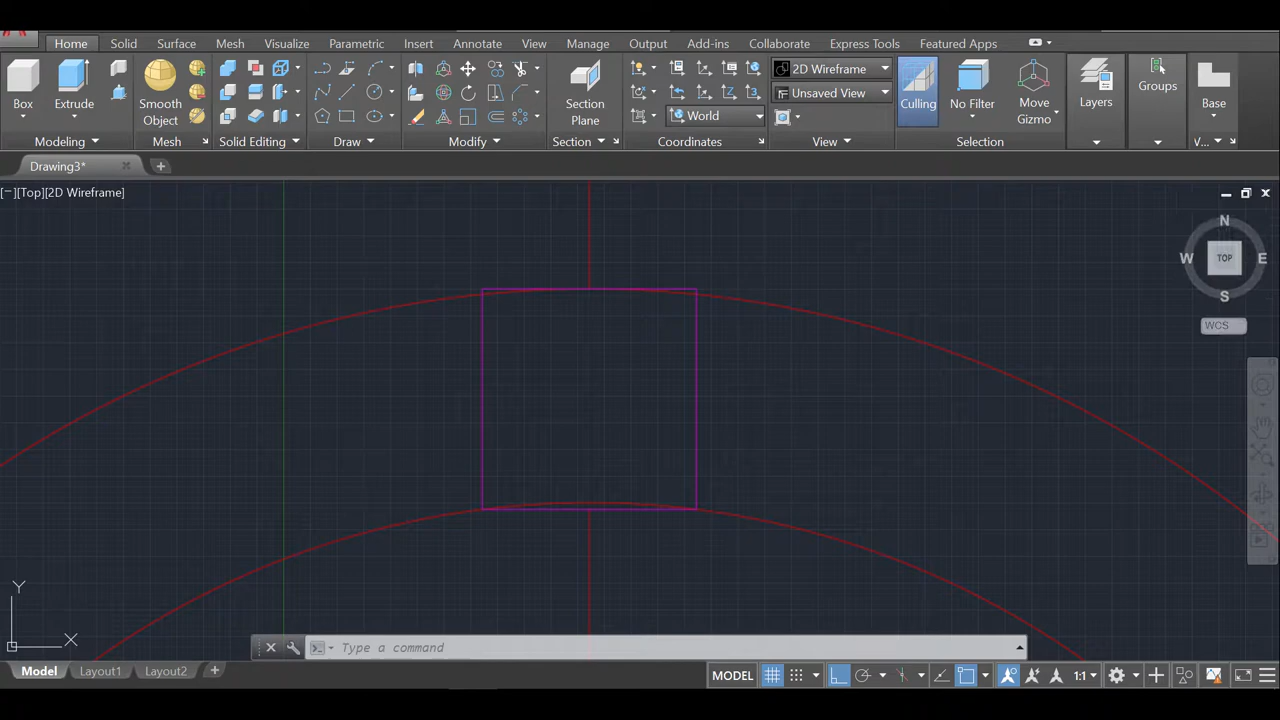 Home Solid Surface Mesh Visualize Parametric Insert Annotate View Manage Output Add-ins Collaborate Express Tools Featured Apps
Box Extrude Smooth Object Section Plane World 2D Wireframe Unsaved View Culling No Filter Move Gizmo Layers Groups Base
Modeling Mesh Solid Editing Draw Modify Section Coordinates View Selection V...
Drawing3*
[−][Top][2D Wireframe]
N
W TOP E
S
WCS
Y
X
Type a command
Model Layout1 Layout2 MODEL 1:1